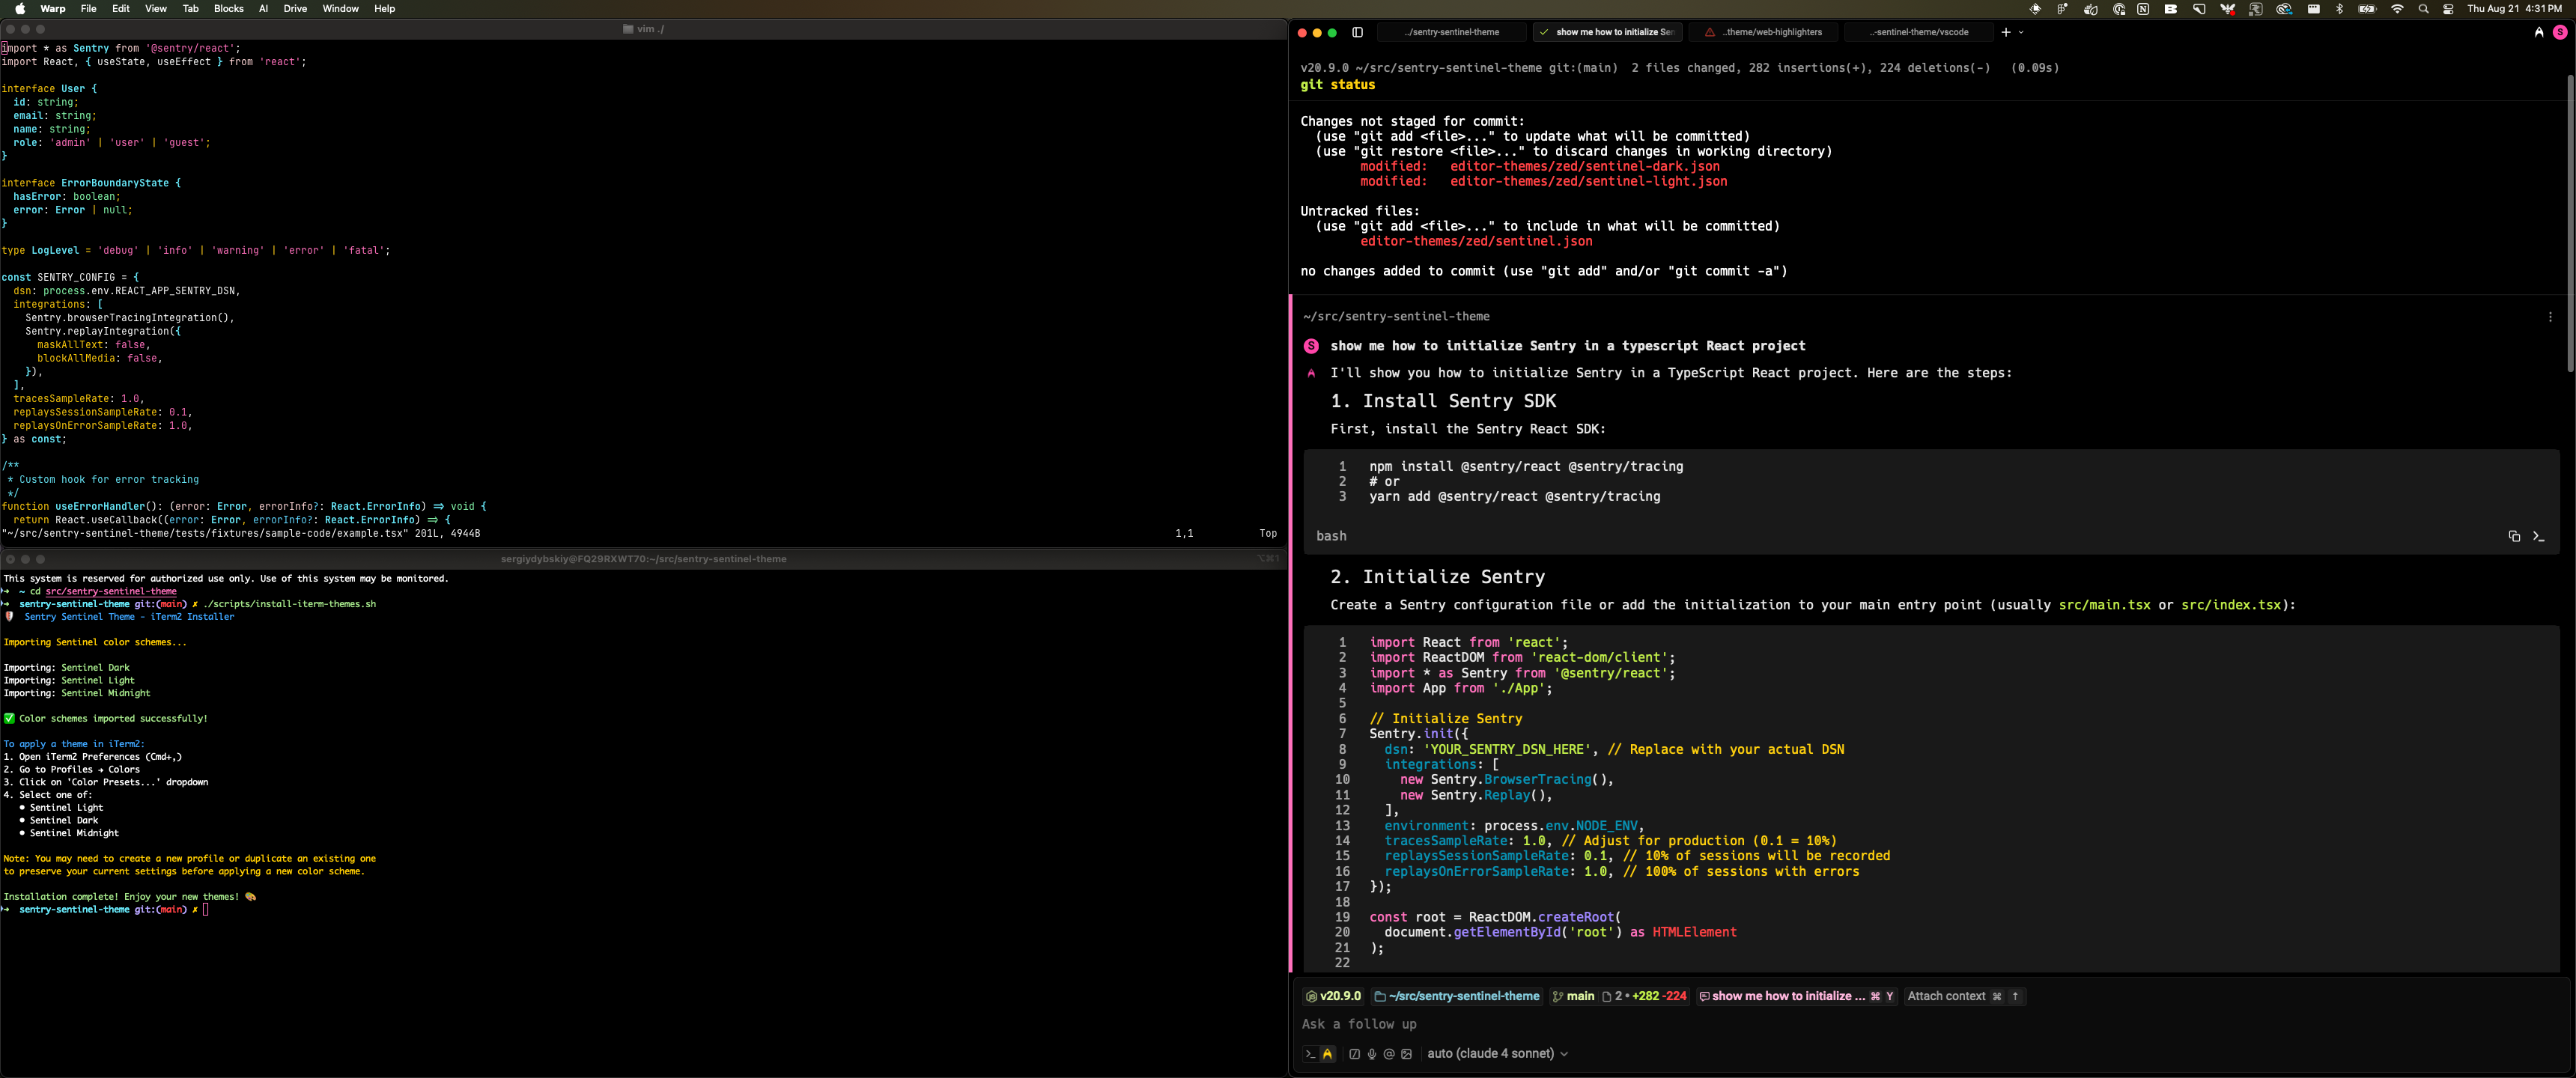 Warp File Edit View Tab Blocks AI Drive Window Help
Thu Aug 21 4:31 PM
vim ./
import * as Sentry from '@sentry/react';
import React, { useState, useEffect } from 'react';
interface User {
id: string;
email: string;
name: string;
role: 'admin' | 'user' | 'guest';
}
interface ErrorBoundaryState {
hasError: boolean;
error: Error | null;
}
type LogLevel = 'debug' | 'info' | 'warning' | 'error' | 'fatal';
const SENTRY_CONFIG = {
dsn: process.env.REACT_APP_SENTRY_DSN,
integrations: [
Sentry.browserTracingIntegration(),
Sentry.replayIntegration({
maskAllText: false,
blockAllMedia: false,
}),
],
tracesSampleRate: 1.0,
replaysSessionSampleRate: 0.1,
replaysOnErrorSampleRate: 1.0,
} as const;
/**
* Custom hook for error tracking
*/
function useErrorHandler(): (error: Error, errorInfo?: React.ErrorInfo) => void {
return React.useCallback((error: Error, errorInfo?: React.ErrorInfo) => {
"~/src/sentry-sentinel-theme/tests/fixtures/sample-code/example.tsx" 201L, 4944B 1,1 Top
sergiydybskiy@FQ29RXWT70:~/src/sentry-sentinel-theme ⌥⌘1
This system is reserved for authorized use only. Use of this system may be monitored.
➜ ~ cd src/sentry-sentinel-theme
➜ sentry-sentinel-theme git:(main) ✗ ./scripts/install-iterm-themes.sh
Sentry Sentinel Theme - iTerm2 Installer
Importing Sentinel color schemes...
Importing: Sentinel Dark
Importing: Sentinel Light
Importing: Sentinel Midnight
✅ Color schemes imported successfully!
To apply a theme in iTerm2:
1. Open iTerm2 Preferences (Cmd+,)
2. Go to Profiles → Colors
3. Click on 'Color Presets...' dropdown
4. Select one of:
• Sentinel Light
• Sentinel Dark
• Sentinel Midnight
Note: You may need to create a new profile or duplicate an existing one
to preserve your current settings before applying a new color scheme.
Installation complete! Enjoy your new themes! 🎨
➜ sentry-sentinel-theme git:(main) ✗
../sentry-sentinel-theme
show me how to initialize Sen
..theme/web-highlighters
..-sentinel-theme/vscode
S
v20.9.0 ~/src/sentry-sentinel-theme git:(main) 2 files changed, 282 insertions(+), 224 deletions(-) (0.09s)
git status
Changes not staged for commit:
(use "git add <file>..." to update what will be committed)
(use "git restore <file>..." to discard changes in working directory)
modified: editor-themes/zed/sentinel-dark.json
modified: editor-themes/zed/sentinel-light.json
Untracked files:
(use "git add <file>..." to include in what will be committed)
editor-themes/zed/sentinel.json
no changes added to commit (use "git add" and/or "git commit -a")
~/src/sentry-sentinel-theme
S show me how to initialize Sentry in a typescript React project
I'll show you how to initialize Sentry in a TypeScript React project. Here are the steps:
1. Install Sentry SDK
First, install the Sentry React SDK:
1 npm install @sentry/react @sentry/tracing
2 # or
3 yarn add @sentry/react @sentry/tracing
bash
2. Initialize Sentry
Create a Sentry configuration file or add the initialization to your main entry point (usually src/main.tsx or src/index.tsx):
1 import React from 'react';
2 import ReactDOM from 'react-dom/client';
3 import * as Sentry from '@sentry/react';
4 import App from './App';
5
6 // Initialize Sentry
7 Sentry.init({
8 dsn: 'YOUR_SENTRY_DSN_HERE', // Replace with your actual DSN
9 integrations: [
10 new Sentry.BrowserTracing(),
11 new Sentry.Replay(),
12 ],
13 environment: process.env.NODE_ENV,
14 tracesSampleRate: 1.0, // Adjust for production (0.1 = 10%)
15 replaysSessionSampleRate: 0.1, // 10% of sessions will be recorded
16 replaysOnErrorSampleRate: 1.0, // 100% of sessions with errors
17 });
18
19 const root = ReactDOM.createRoot(
20 document.getElementById('root') as HTMLElement
21 );
22
v20.9.0 ~/src/sentry-sentinel-theme main 2 • +282 -224 show me how to initialize ... ⌘ Y Attach context ⌘ ↑
Ask a follow up
auto (claude 4 sonnet)